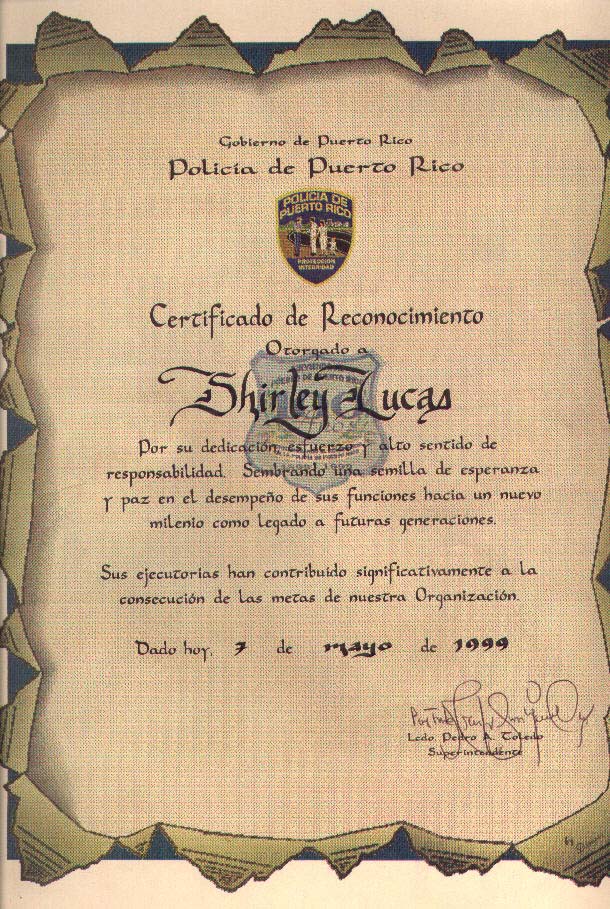 Gobierno de Puerto Rico
Policía de Puerto Rico
POLICIA DE
PUERTO RICO
PROTECCION
INTEGRIDAD
Certificado de Reconocimiento
Otorgado a
Shirley Lucas
Por su dedicación, esfuerzo y alto sentido de
responsabilidad. Sembrando una semilla de esperanza
y paz en el desempeño de sus funciones hacia un nuevo
milenio como legado a futuras generaciones.
Sus ejecutorias han contribuido significativamente a la
consecución de las metas de nuestra Organización.
Dado hoy, 7 de mayo de 1999
Lcdo. Pedro A. Toledo
Superintendente